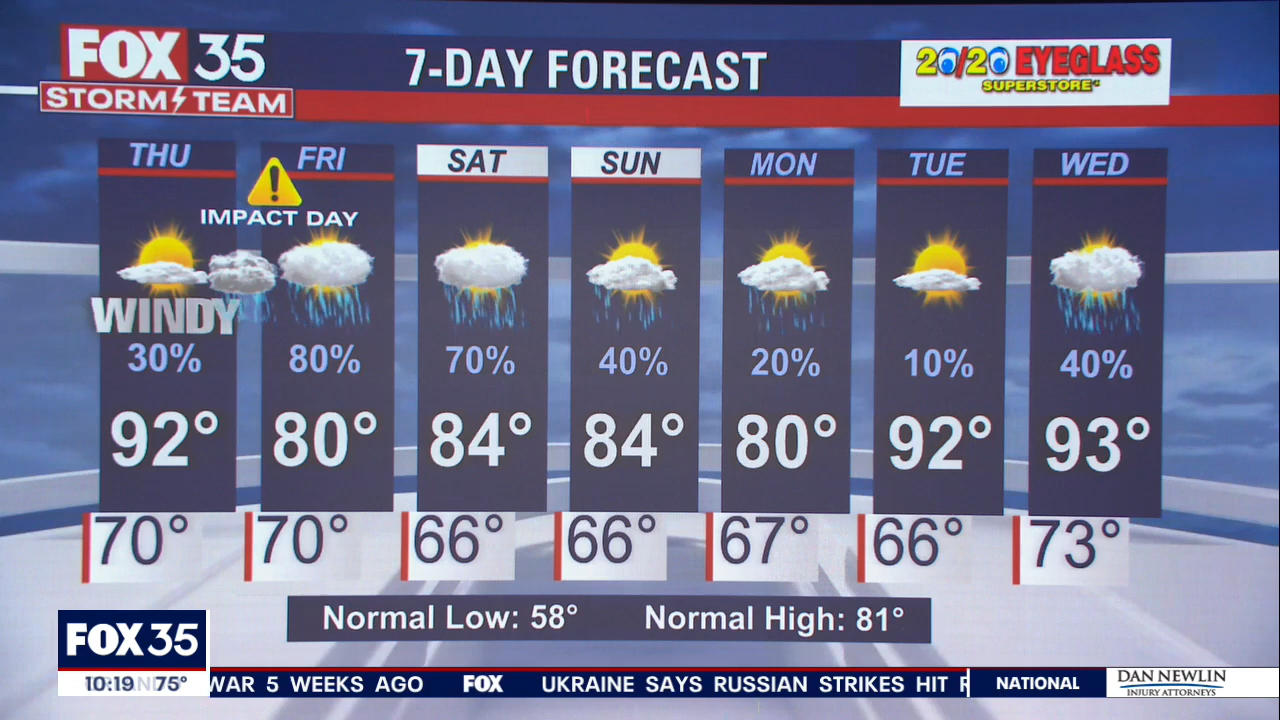 FOX 35
STORM TEAM
7-DAY FORECAST
20/20 EYEGLASS
SUPERSTORE
THU FRI SAT SUN MON TUE WED
IMPACT DAY
WINDY
30% 80% 70% 40% 20% 10% 40%
92° 80° 84° 84° 80° 92° 93°
70° 70° 66° 66° 67° 66° 73°
Normal Low: 58° Normal High: 81°
FOX 35
10:19 75° WAR 5 WEEKS AGO FOX UKRAINE SAYS RUSSIAN STRIKES HIT NATIONAL
DAN NEWLIN
INJURY ATTORNEYS